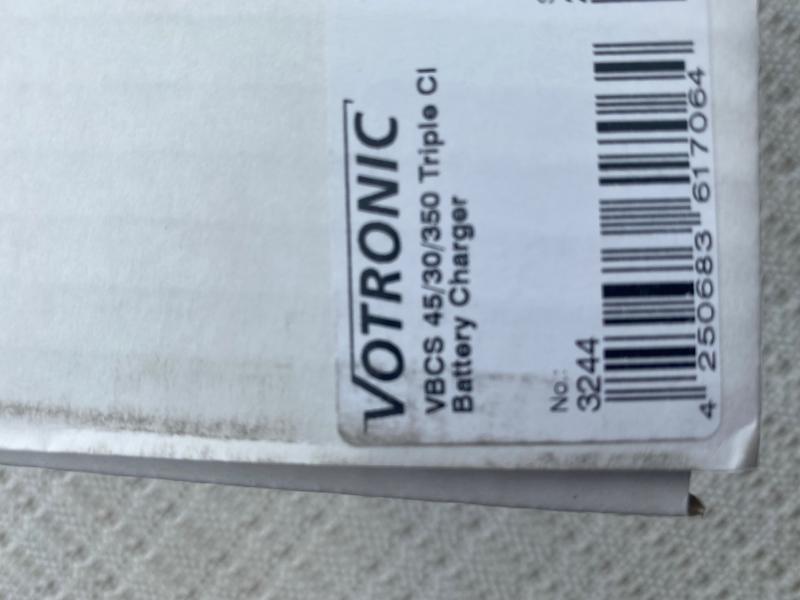 VOTRONIC
VBCS 45/30/350 Triple CI
Battery Charger
No.:
3244
4 250683 617064